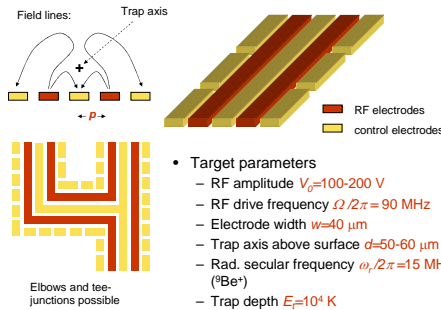 Field lines:
Trap axis
+
p
RF electrodes
control electrodes
Elbows and tee-
junctions possible
• Target parameters
– RF amplitude V₀=100-200 V
– RF drive frequency Ω/2π = 90 MHz
– Electrode width w=40 μm
– Trap axis above surface d=50-60 μm
– Rad. secular frequency ωᵣ/2π=15 MH
(⁹Be⁺)
– Trap depth Eₜ=10⁴ K